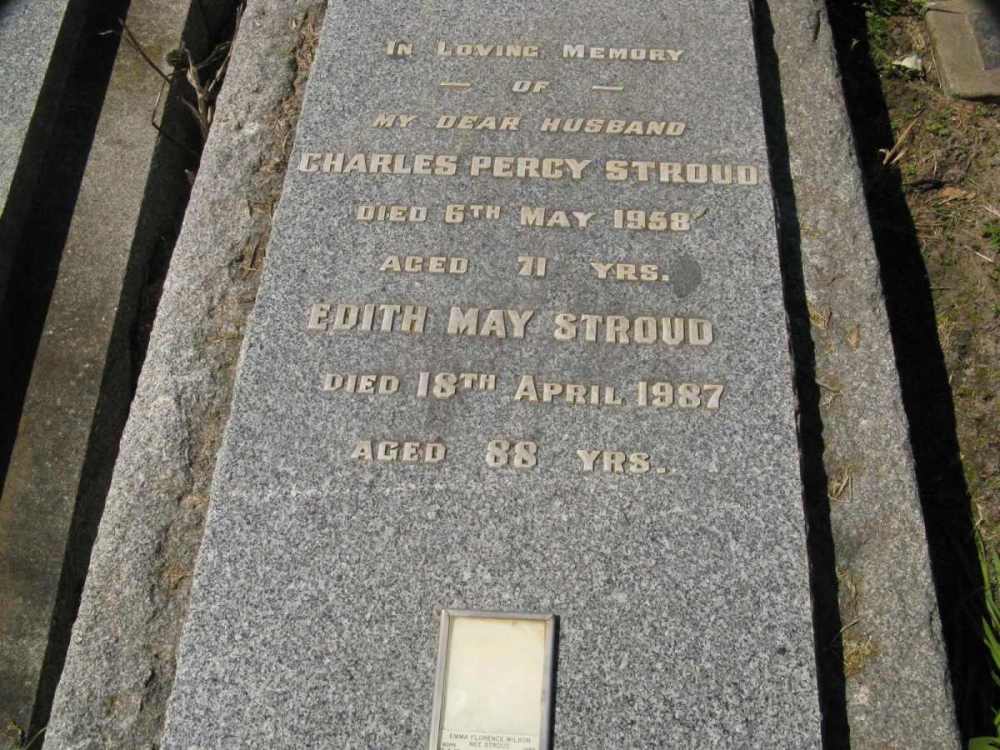 IN LOVING MEMORY
— OF —
MY DEAR HUSBAND
CHARLES PERCY STROUD
DIED 6TH MAY 1958
AGED 71 YRS.
EDITH MAY STROUD
DIED 18TH APRIL 1987
AGED 88 YRS.
EMMA FLORENCE WILSON
NEE STROUD